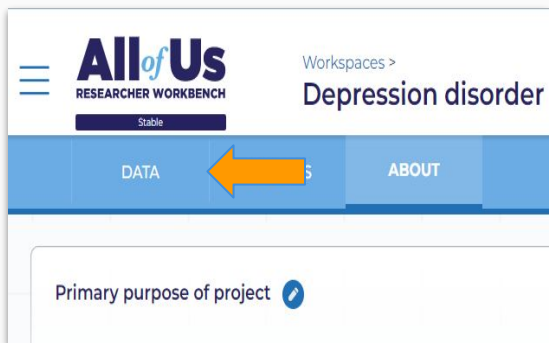 All of Us
RESEARCHER WORKBENCH
Stable
Workspaces >
Depression disorder
DATA
S
ABOUT
Primary purpose of project